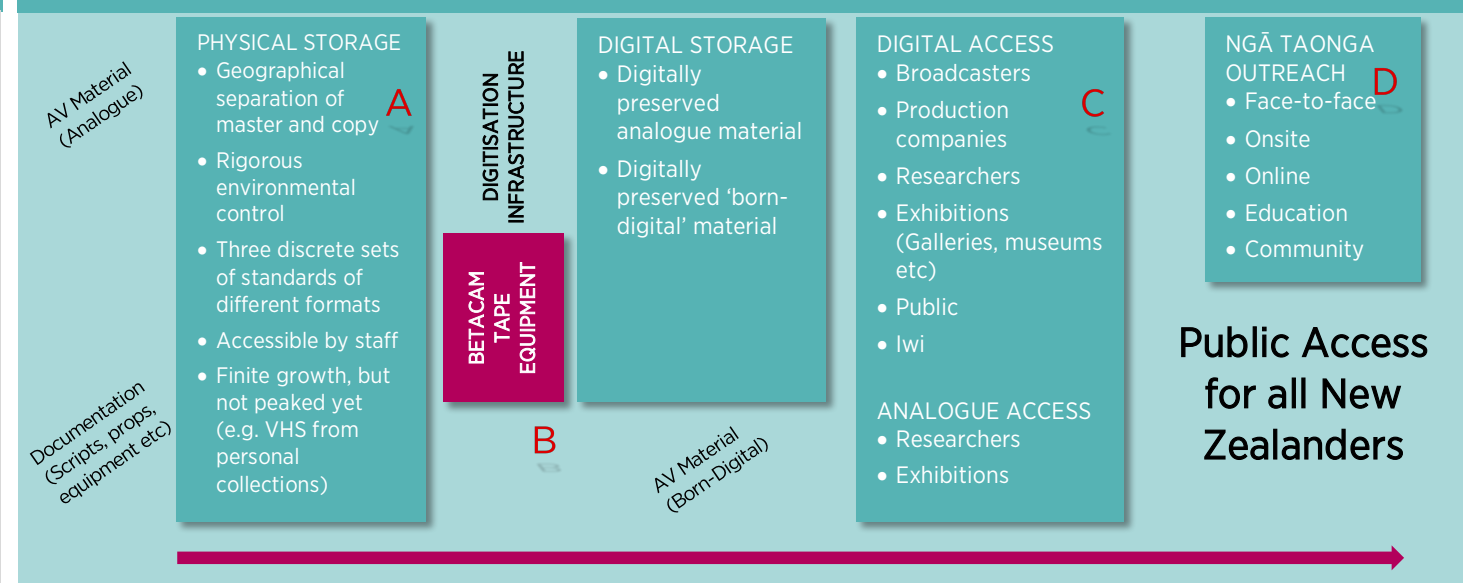 AV Material
(Analogue)
Documentation
(Scripts, props,
equipment etc)
PHYSICAL STORAGE
• Geographical
separation of
master and copy
• Rigorous
environmental
control
• Three discrete sets
of standards of
different formats
• Accessible by staff
• Finite growth, but
not peaked yet
(e.g. VHS from
personal
collections)
A
DIGITISATION
INFRASTRUCTURE
BETACAM
TAPE
EQUIPMENT
B
DIGITAL STORAGE
• Digitally
preserved
analogue material
• Digitally
preserved ‘born-
digital’ material
AV Material
(Born-Digital)
DIGITAL ACCESS
• Broadcasters
• Production
companies
• Researchers
• Exhibitions
(Galleries, museums
etc)
• Public
• Iwi
C
ANALOGUE ACCESS
• Researchers
• Exhibitions
NGĀ TAONGA
OUTREACH
D
• Face-to-face
• Onsite
• Online
• Education
• Community
Public Access
for all New
Zealanders